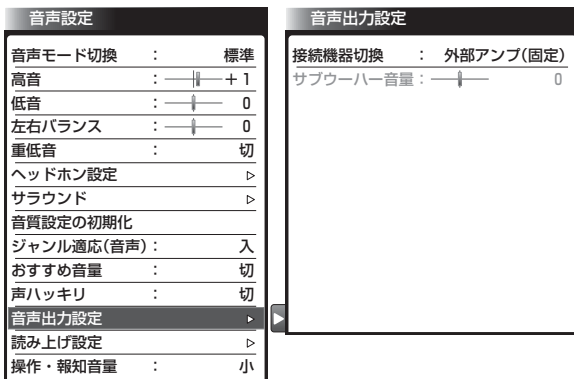 音声設定
音声モード切換 : 標準
高音 : +1
低音 : 0
左右バランス : 0
重低音 : 切
ヘッドホン設定
サラウンド
音質設定の初期化
ジャンル適応(音声) : 入
おすすめ音量 : 切
声ハッキリ : 切
音声出力設定
読み上げ設定
操作・報知音量 : 小
音声出力設定
接続機器切換 : 外部アンプ(固定)
サブウーハー音量 : 0